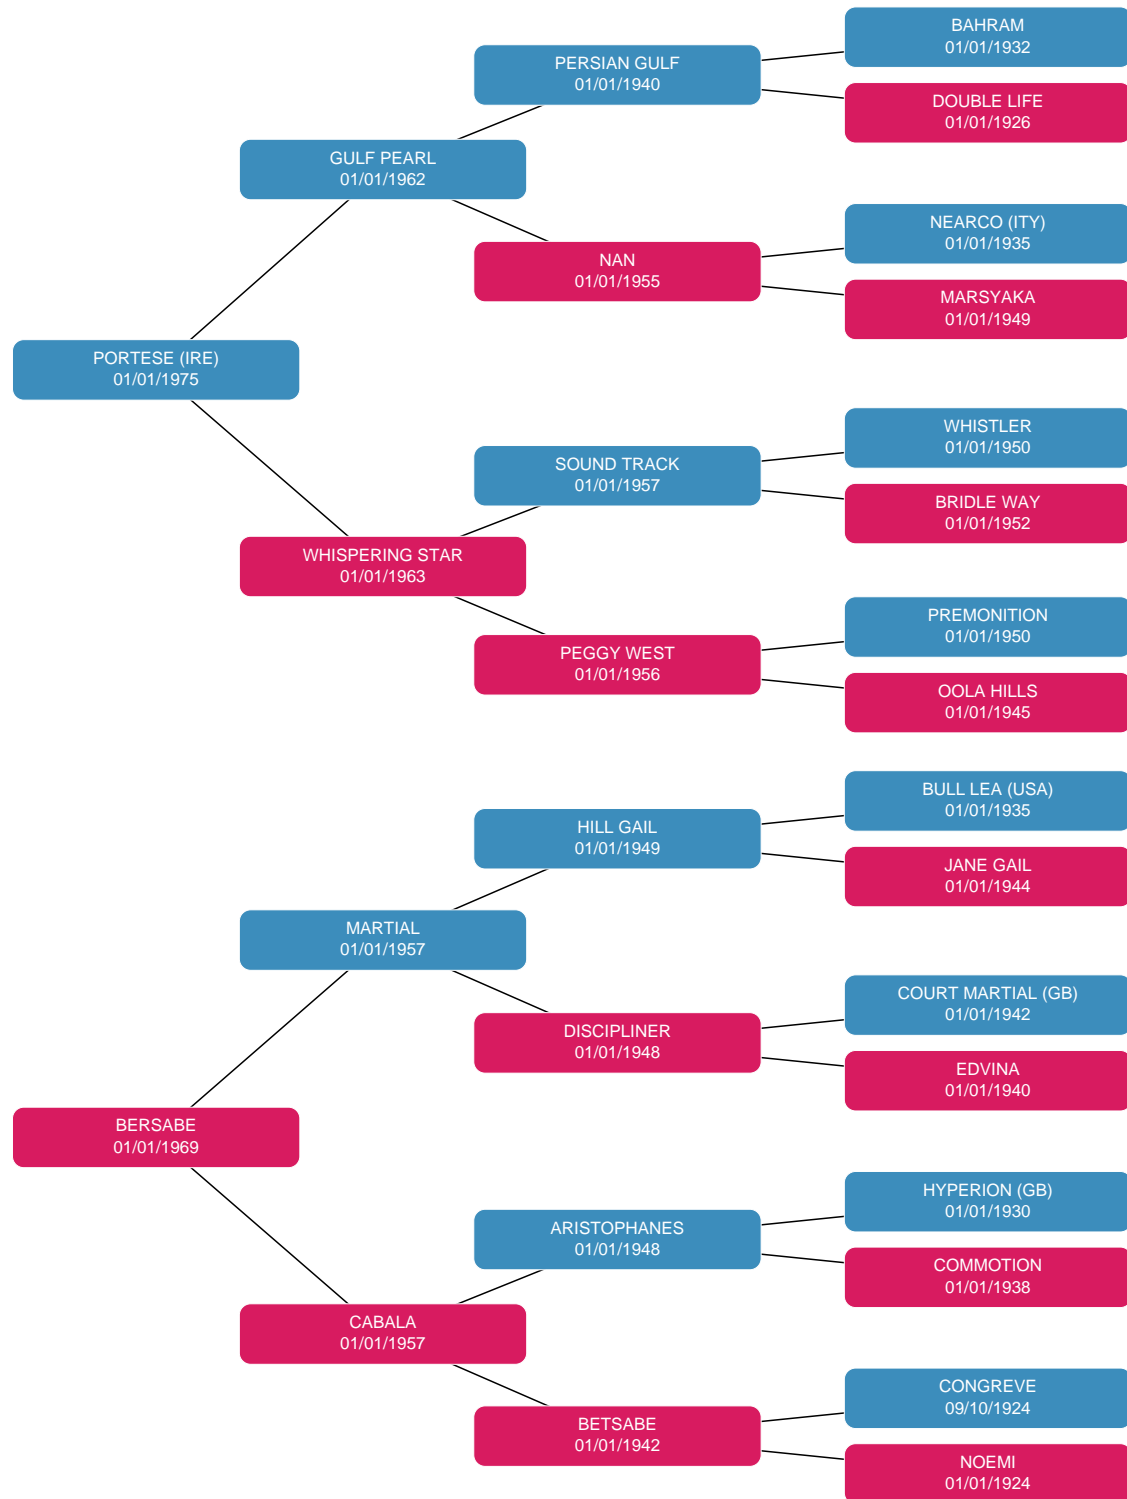 BAHRAM
01/01/1932
PERSIAN GULF
01/01/1940
DOUBLE LIFE
01/01/1926
GULF PEARL
01/01/1962
NEARCO (ITY)
01/01/1935
NAN
01/01/1955
MARSYAKA
01/01/1949
PORTESE (IRE)
01/01/1975
WHISTLER
01/01/1950
SOUND TRACK
01/01/1957
BRIDLE WAY
01/01/1952
WHISPERING STAR
01/01/1963
PREMONITION
01/01/1950
PEGGY WEST
01/01/1956
OOLA HILLS
01/01/1945
BULL LEA (USA)
01/01/1935
HILL GAIL
01/01/1949
JANE GAIL
01/01/1944
MARTIAL
01/01/1957
COURT MARTIAL (GB)
01/01/1942
DISCIPLINER
01/01/1948
EDVINA
01/01/1940
BERSABE
01/01/1969
HYPERION (GB)
01/01/1930
ARISTOPHANES
01/01/1948
COMMOTION
01/01/1938
CABALA
01/01/1957
CONGREVE
09/10/1924
BETSABE
01/01/1942
NOEMI
01/01/1924